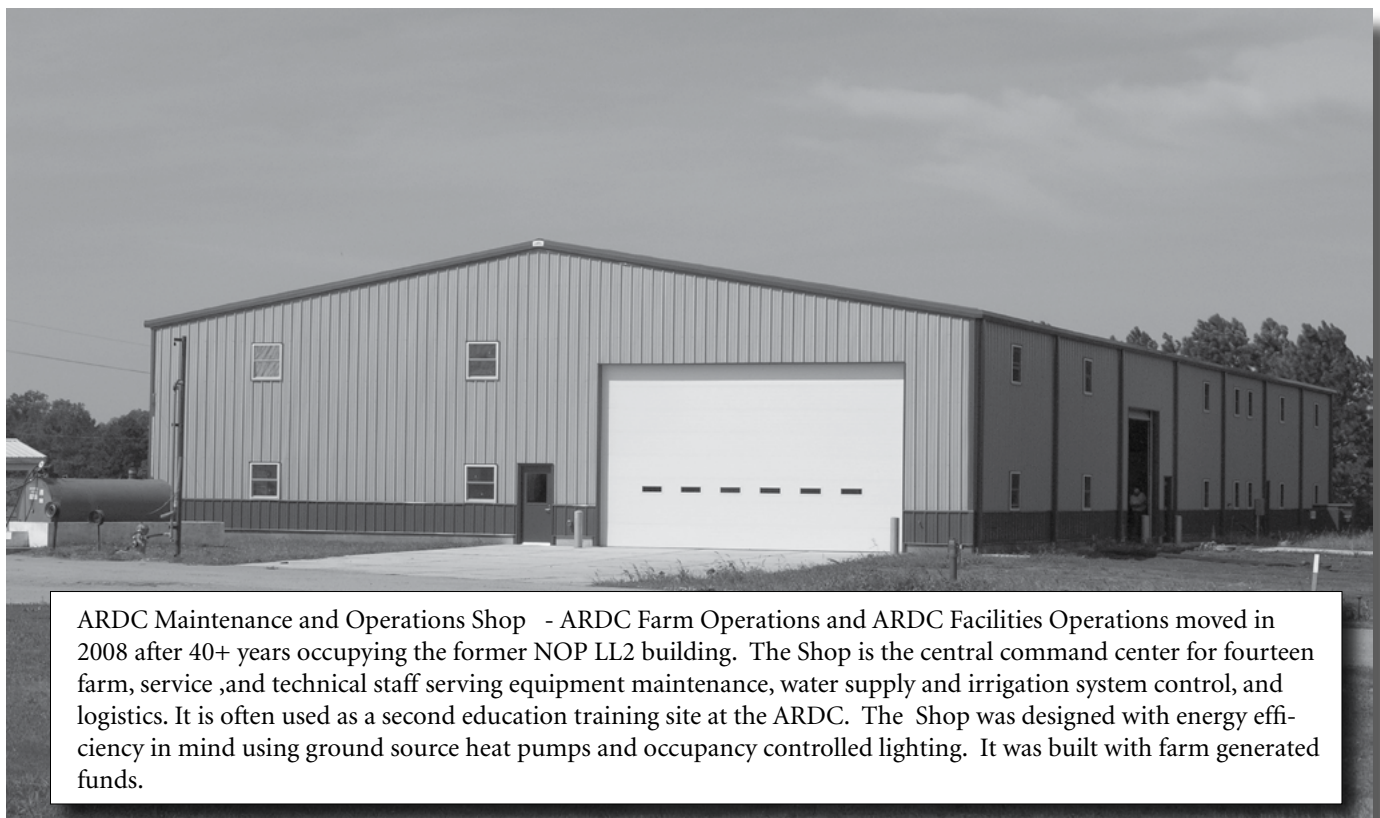 ARDC Maintenance and Operations Shop - ARDC Farm Operations and ARDC Facilities Operations moved in
2008 after 40+ years occupying the former NOP LL2 building. The Shop is the central command center for fourteen
farm, service ,and technical staff serving equipment maintenance, water supply and irrigation system control, and
logistics. It is often used as a second education training site at the ARDC. The Shop was designed with energy effi-
ciency in mind using ground source heat pumps and occupancy controlled lighting. It was built with farm generated
funds.